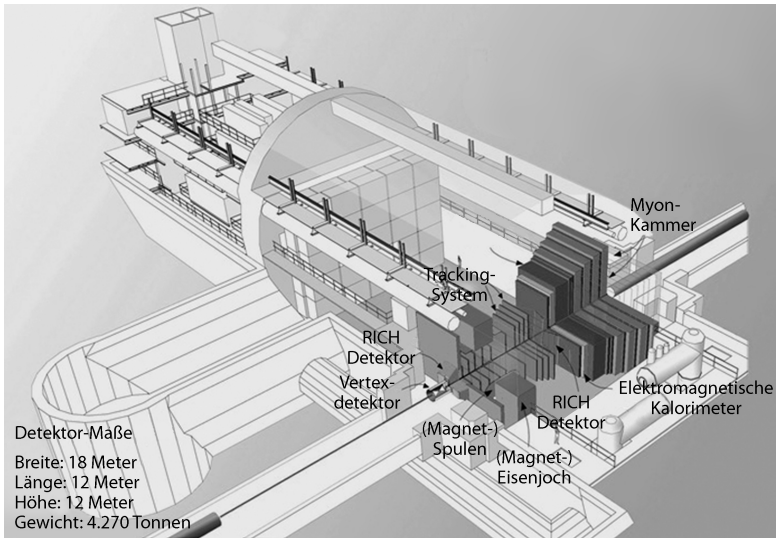 Myon-
Kammer
Tracking-
System
RICH
Detektor
Vertex-
detektor
Elektromagnetische
Kalorimeter
RICH
Detektor
(Magnet-)
Spulen
(Magnet-)
Eisenjoch
Detektor-Maße
Breite: 18 Meter
Länge: 12 Meter
Höhe: 12 Meter
Gewicht: 4.270 Tonnen